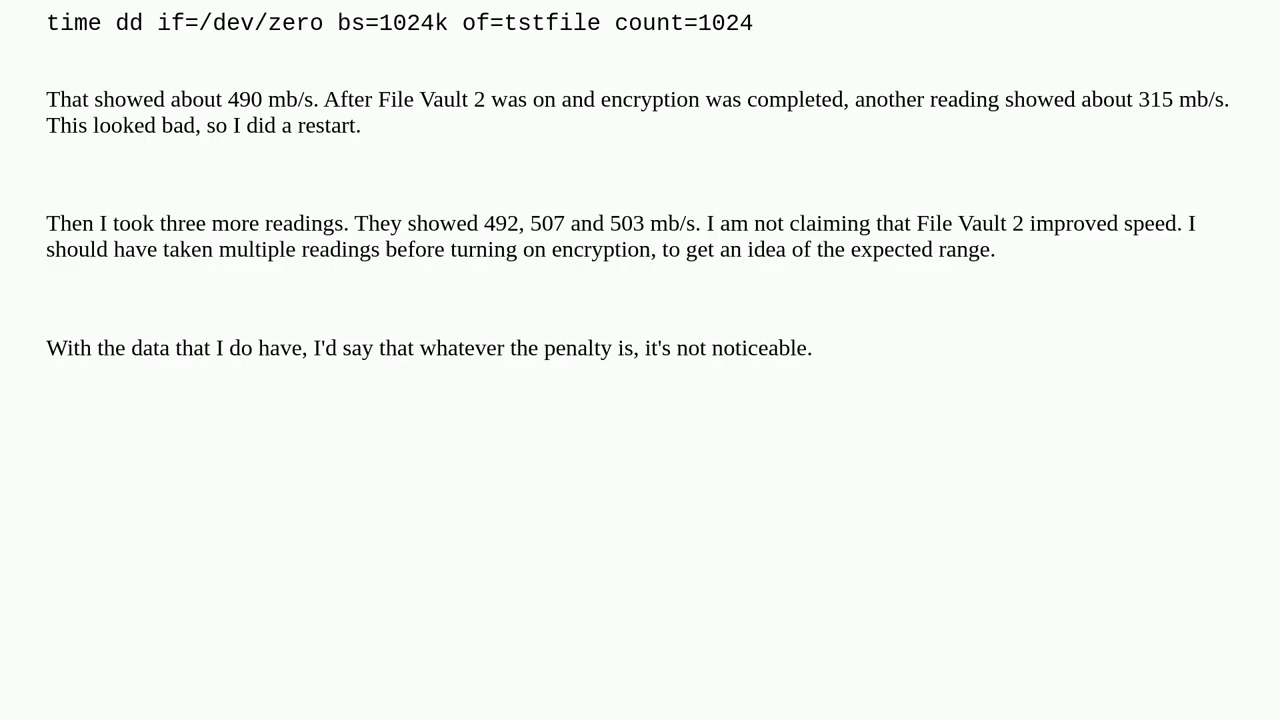 time dd if=/dev/zero bs=1024k of=tstfile count=1024
That showed about 490 mb/s. After File Vault 2 was on and encryption was completed, another reading showed about 315 mb/s.
This looked bad, so I did a restart.
Then I took three more readings. They showed 492, 507 and 503 mb/s. I am not claiming that File Vault 2 improved speed. I
should have taken multiple readings before turning on encryption, to get an idea of the expected range.
With the data that I do have, I'd say that whatever the penalty is, it's not noticeable.